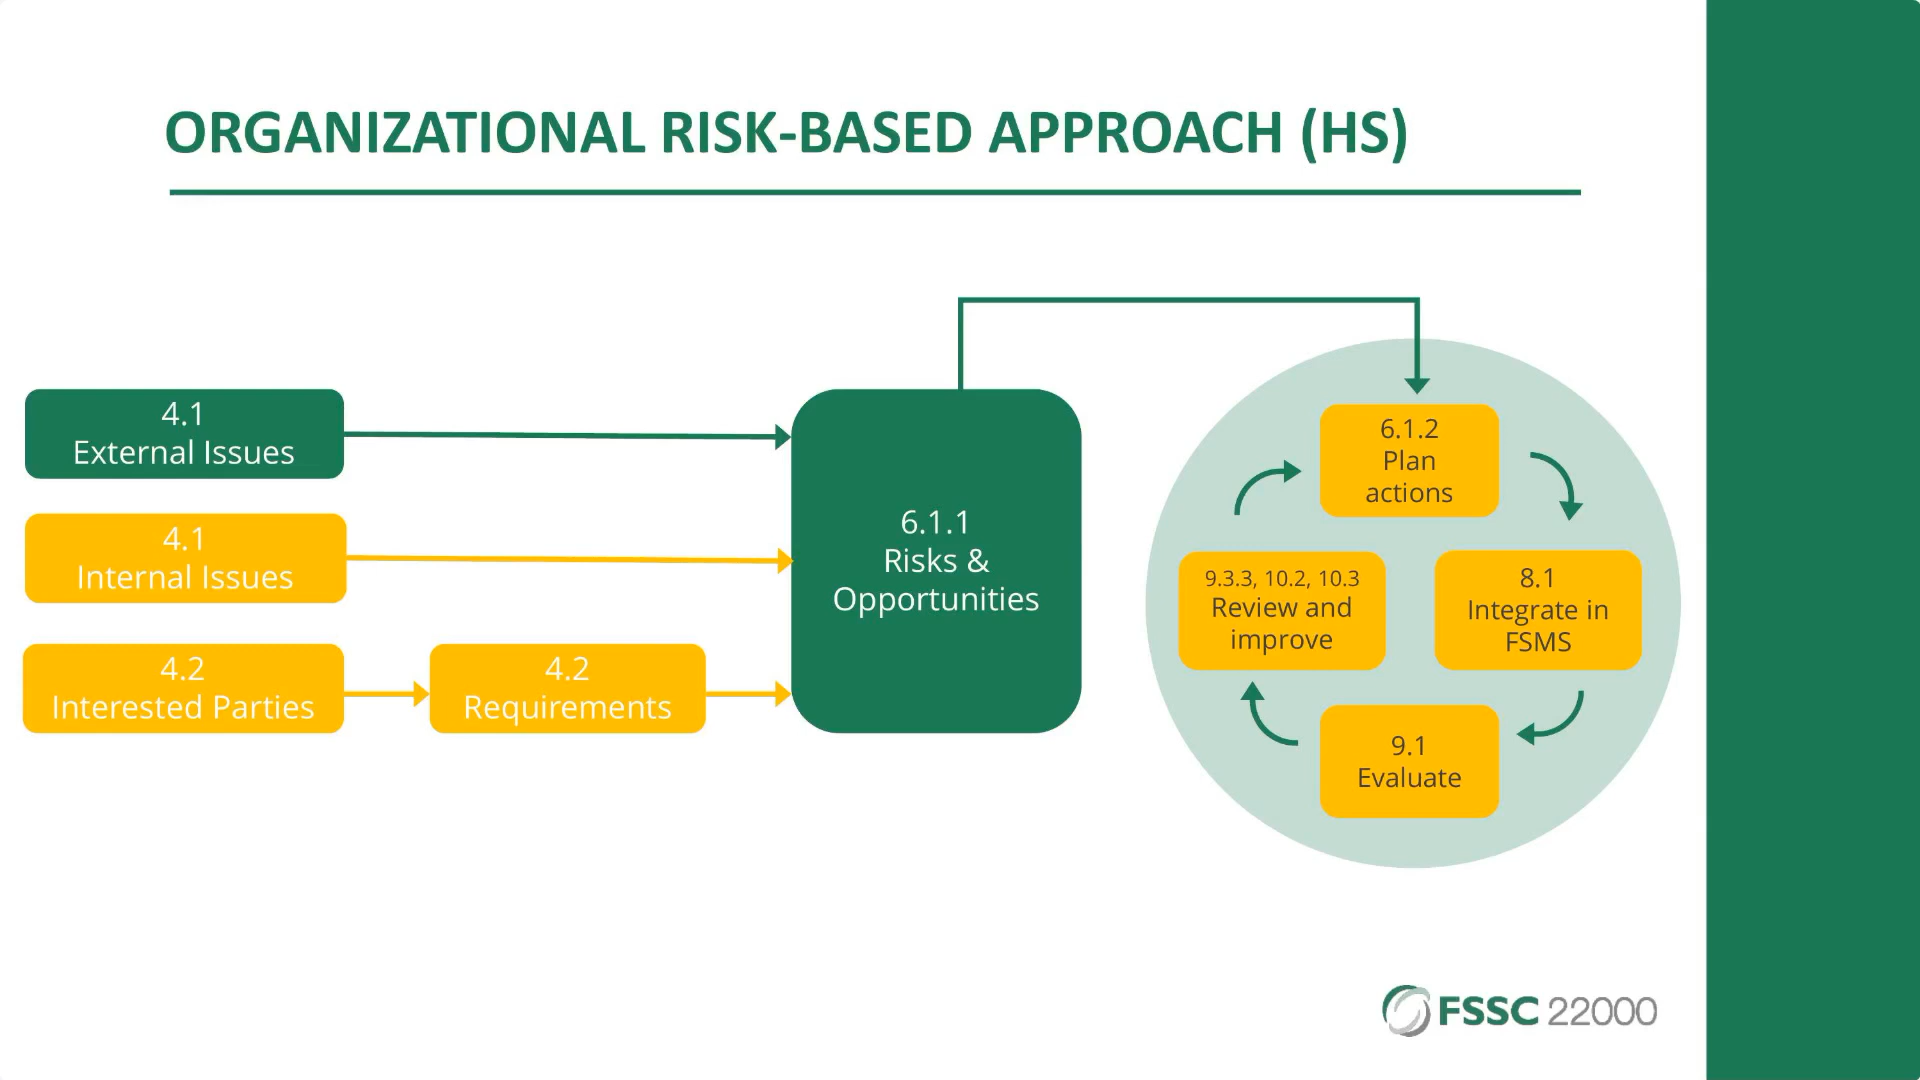 ORGANIZATIONAL RISK-BASED APPROACH (HS)
4.1
External Issues
4.1
Internal Issues
4.2
Interested Parties
4.2
Requirements
6.1.1
Risks &
Opportunities
6.1.2
Plan
actions
8.1
Integrate in
FSMS
9.1
Evaluate
9.3.3, 10.2, 10.3
Review and
improve
FSSC 22000